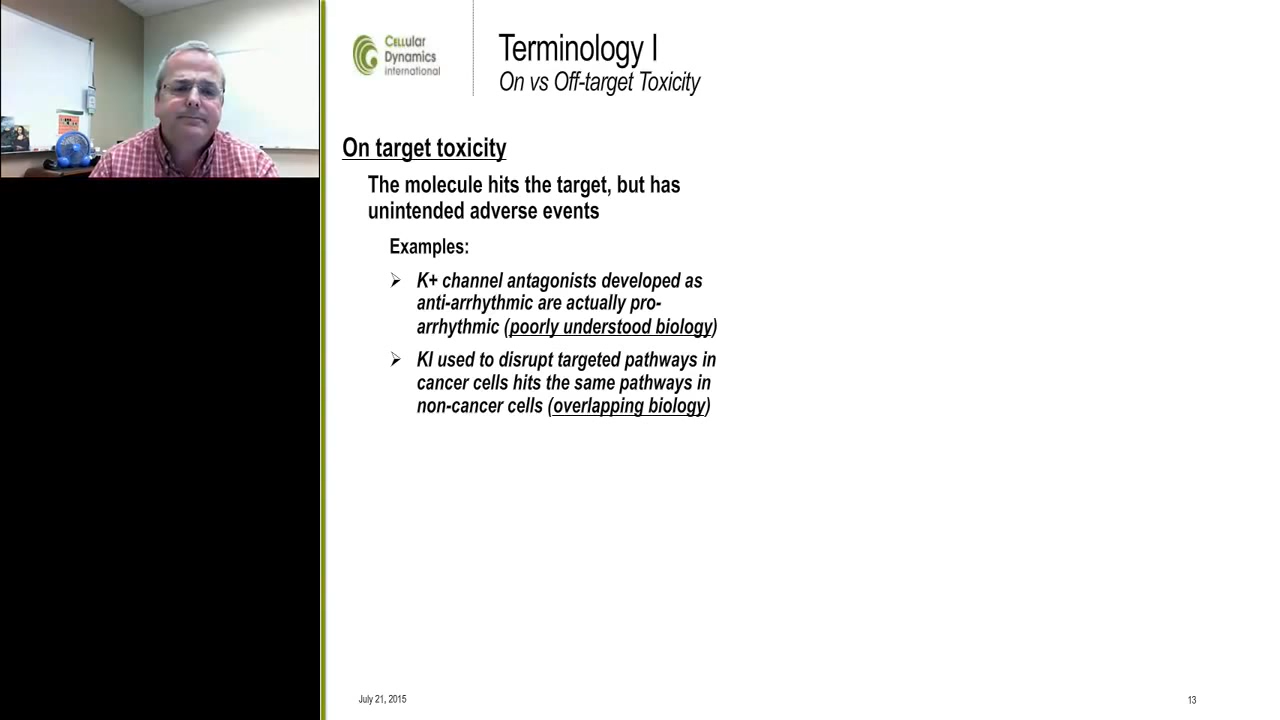 CELLular
Dynamics
international
Terminology I
On vs Off-target Toxicity
On target toxicity
The molecule hits the target, but has
unintended adverse events
Examples:
➢ K+ channel antagonists developed as
anti-arrhythmic are actually pro-
arrhythmic (poorly understood biology)
➢ KI used to disrupt targeted pathways in
cancer cells hits the same pathways in
non-cancer cells (overlapping biology)
July 21, 2015
13